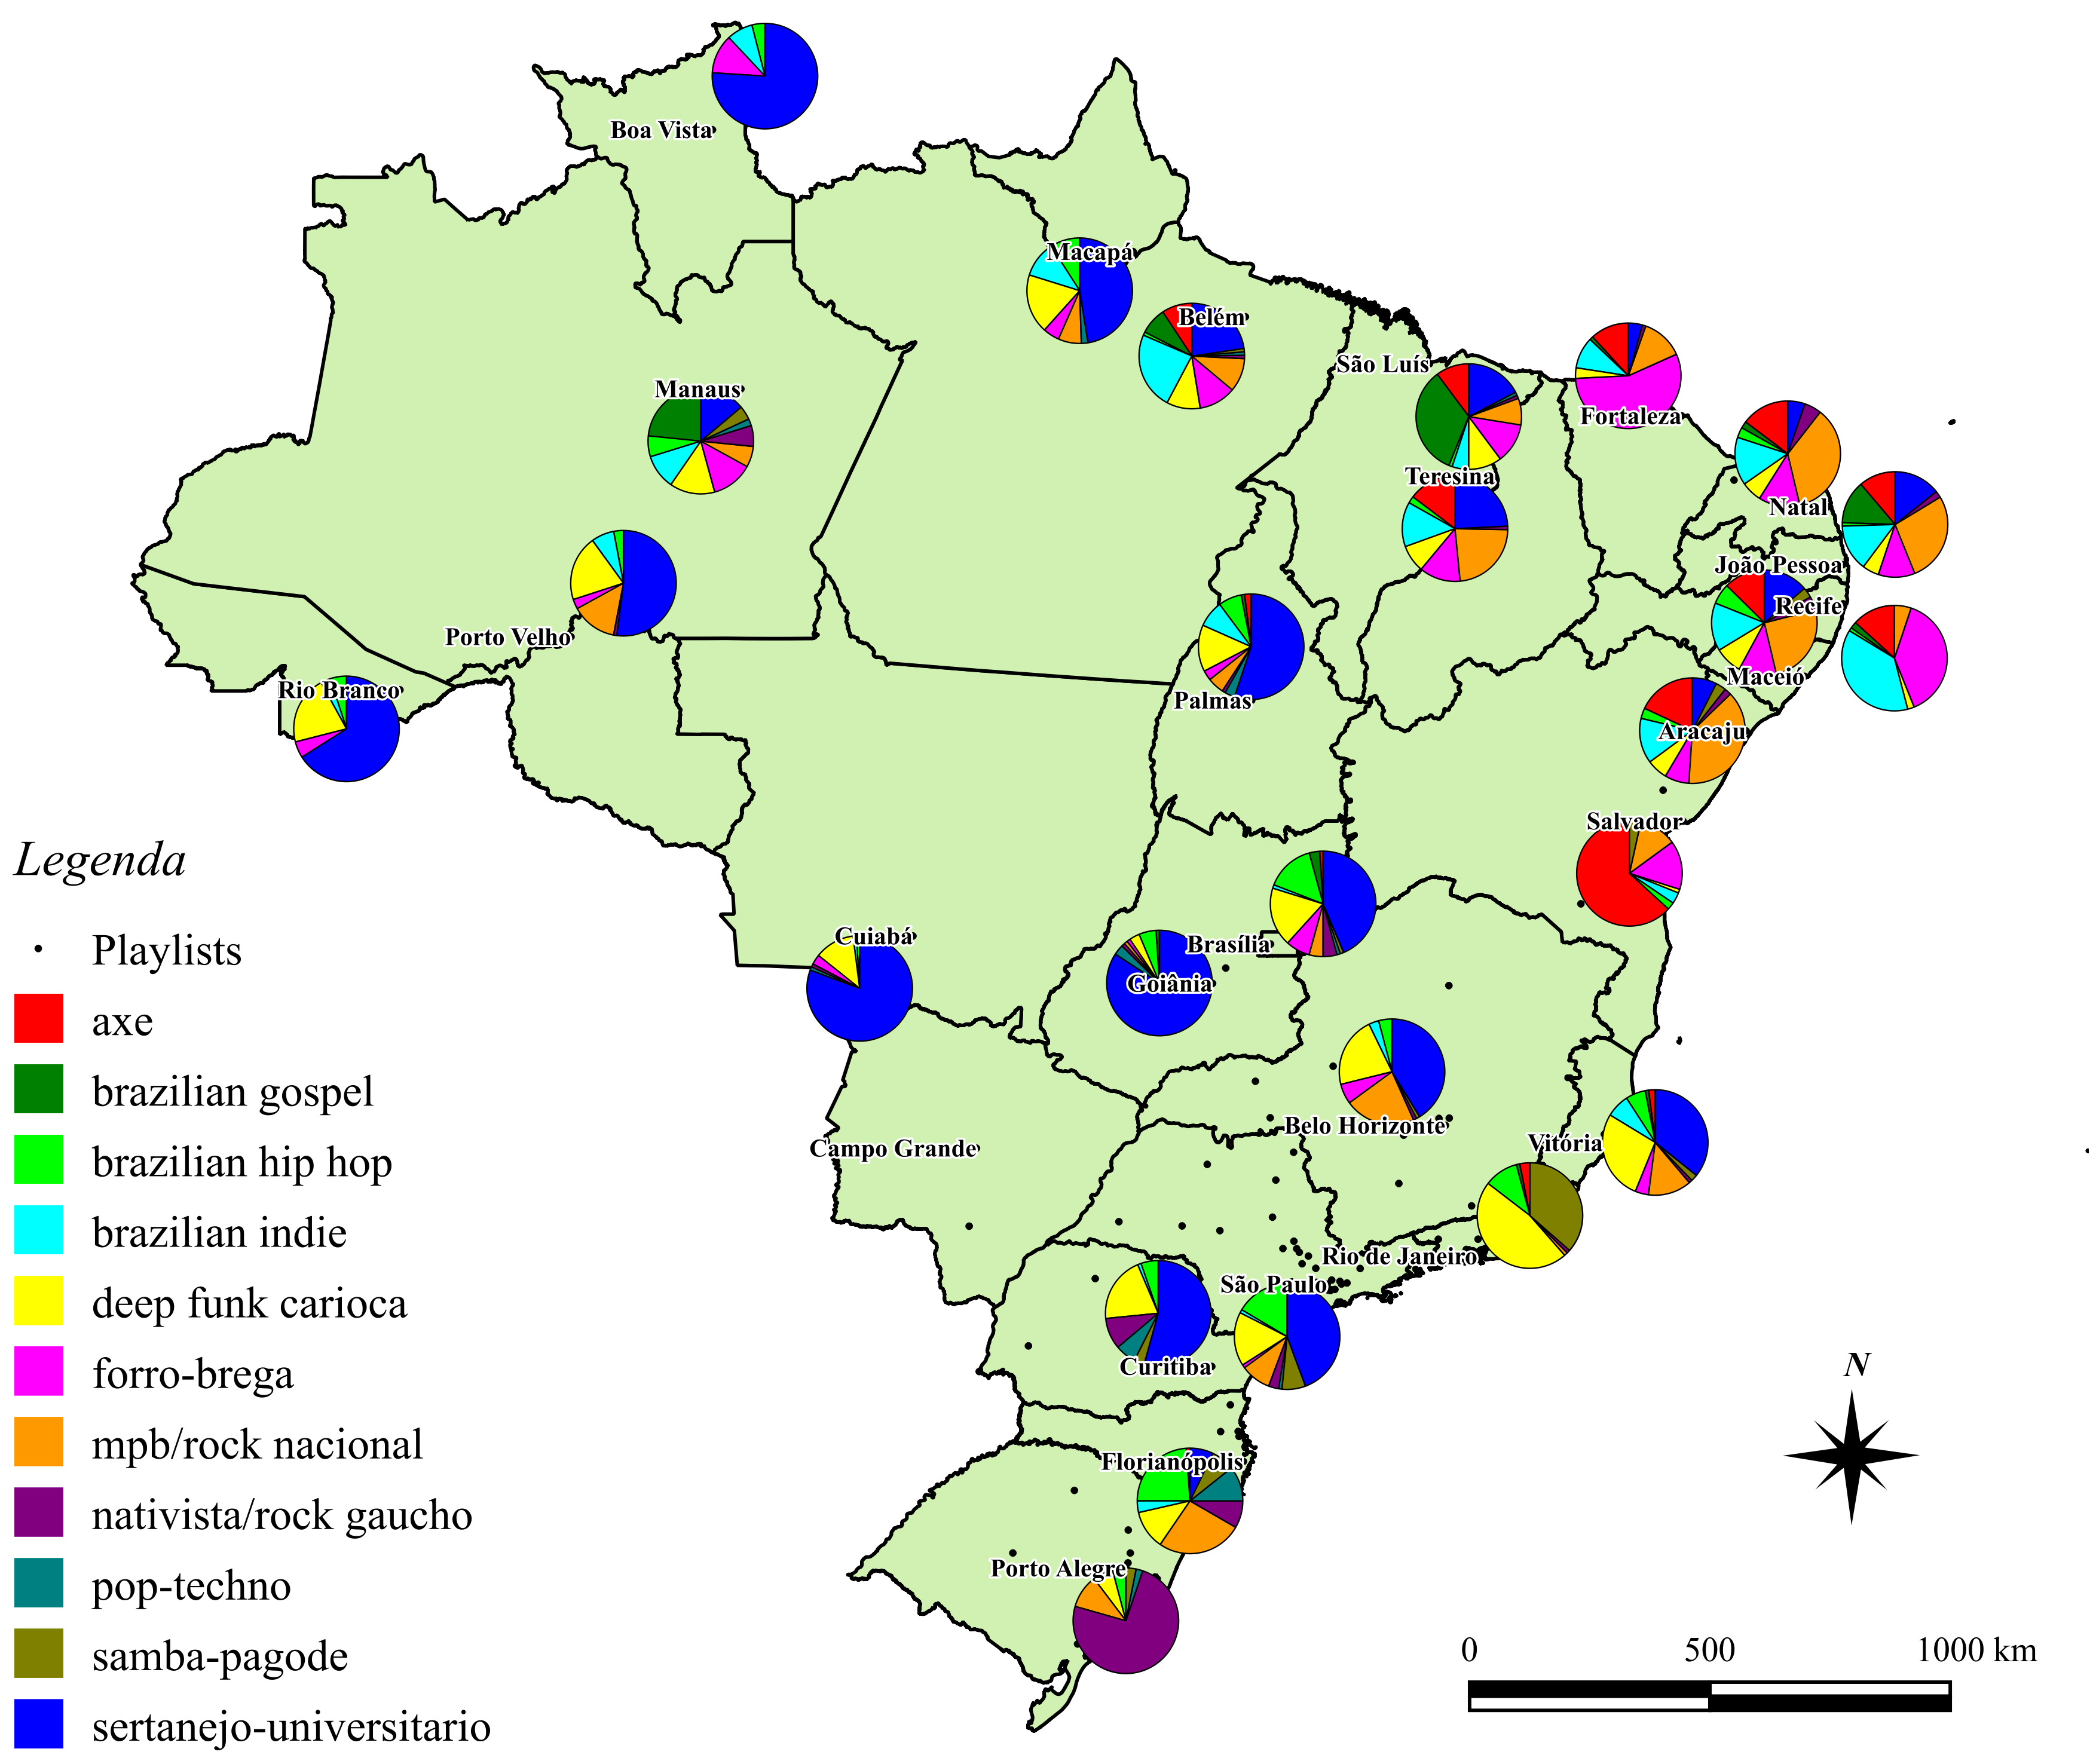 Boa Vista
Macapá
Belém
São Luís
Manaus
Fortaleza
Teresina
Natal
João Pessoa
Recife
Porto Velho
Maceió
Palmas
Rio Branco
Aracaju
Salvador
Cuiabá
Brasília
Goiânia
Belo Horizonte
Campo Grande
Vitória
Rio de Janeiro
São Paulo
Curitiba
Florianópolis
Porto Alegre
Legenda
Playlists
axe
brazilian gospel
brazilian hip hop
brazilian indie
deep funk carioca
forro-brega
mpb/rock nacional
nativista/rock gaucho
pop-techno
samba-pagode
sertanejo-universitario
N
0 500 1000 km